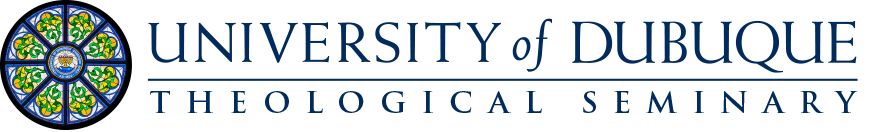 UNIVERSITY of DUBUQUE
THEOLOGICAL SEMINARY